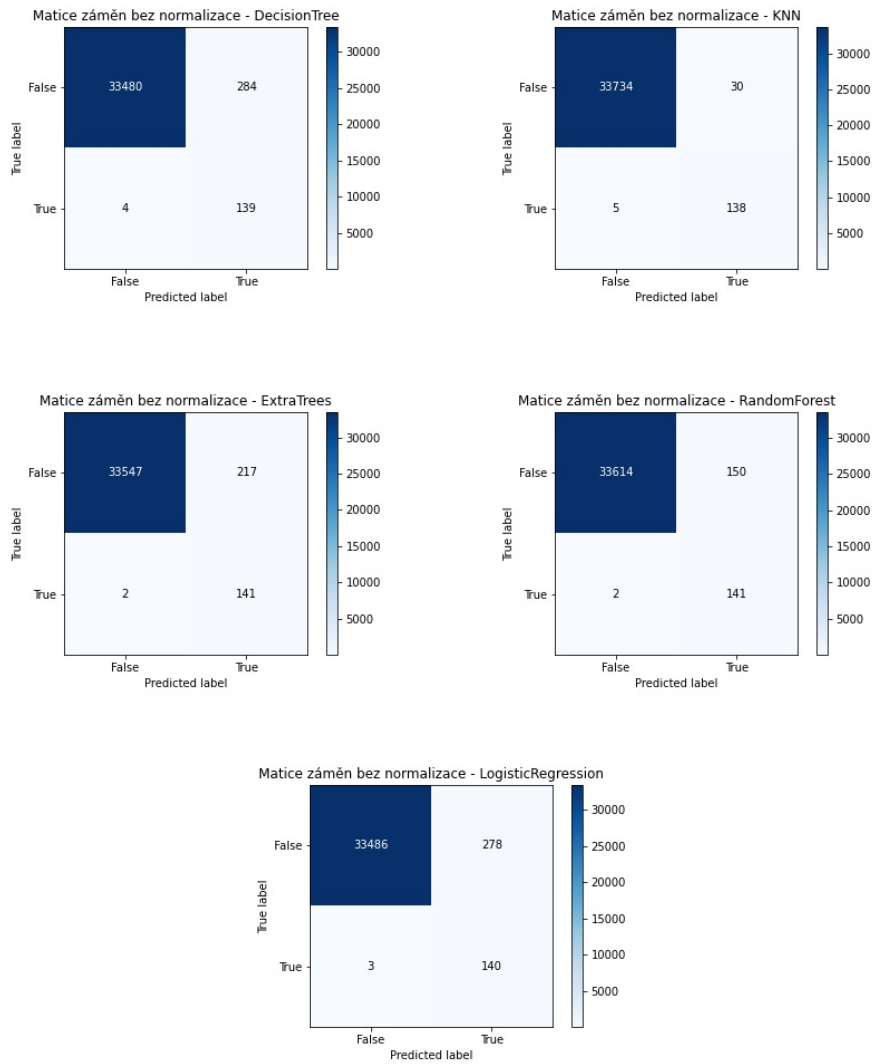 Matice záměn bez normalizace - DecisionTree
30000
25000
20000
15000
10000
5000
True label
False
True
33480
284
4
139
False
True
Predicted label
Matice záměn bez normalizace - KNN
30000
25000
20000
15000
10000
5000
True label
False
True
33734
30
5
138
False
True
Predicted label
Matice záměn bez normalizace - ExtraTrees
30000
25000
20000
15000
10000
5000
True label
False
True
33547
217
2
141
False
True
Predicted label
Matice záměn bez normalizace - RandomForest
30000
25000
20000
15000
10000
5000
True label
False
True
33614
150
2
141
False
True
Predicted label
Matice záměn bez normalizace - LogisticRegression
30000
25000
20000
15000
10000
5000
True label
False
True
33486
278
3
140
False
True
Predicted label